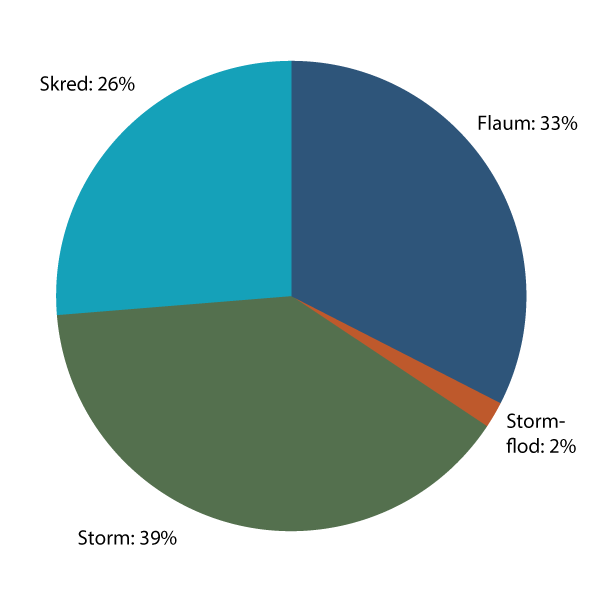 Skred: 26%
Flaum: 33%
Storm-
flod: 2%
Storm: 39%